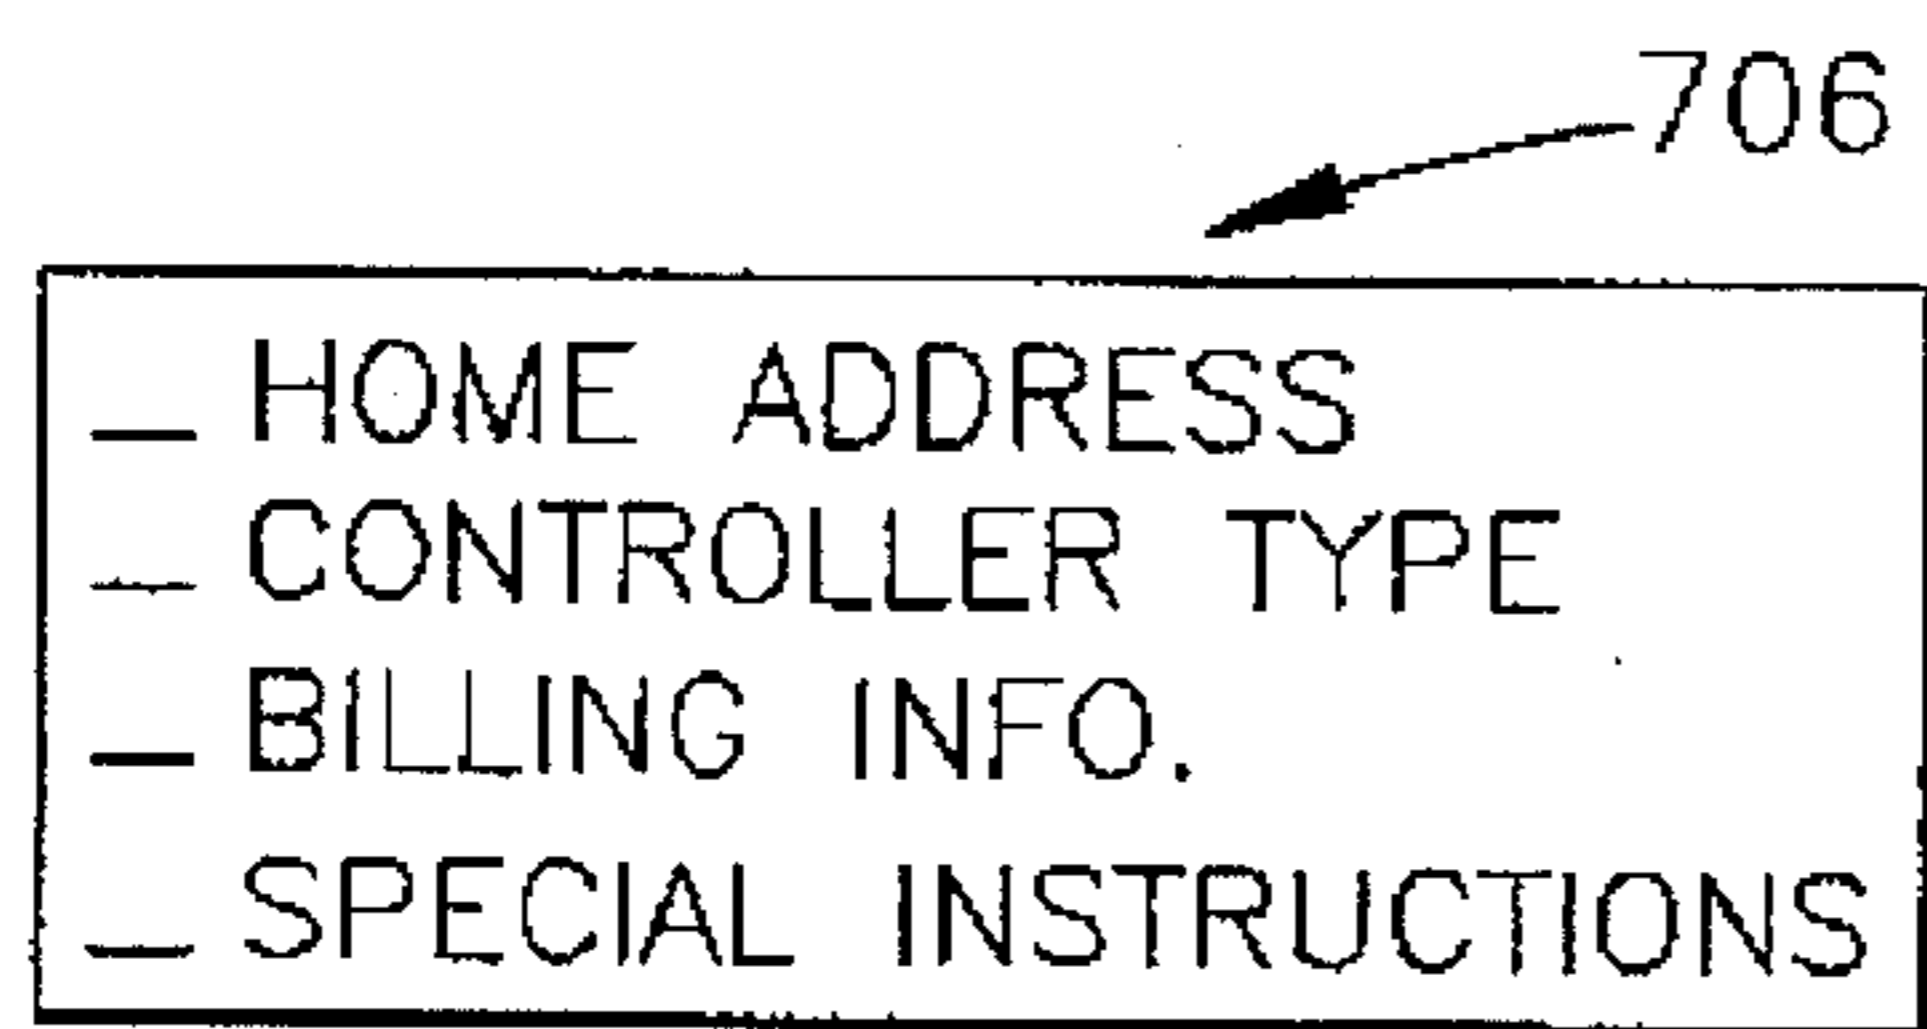 706
_ HOME ADDRESS
_ CONTROLLER TYPE
_ BILLING INFO.
_ SPECIAL INSTRUCTIONS